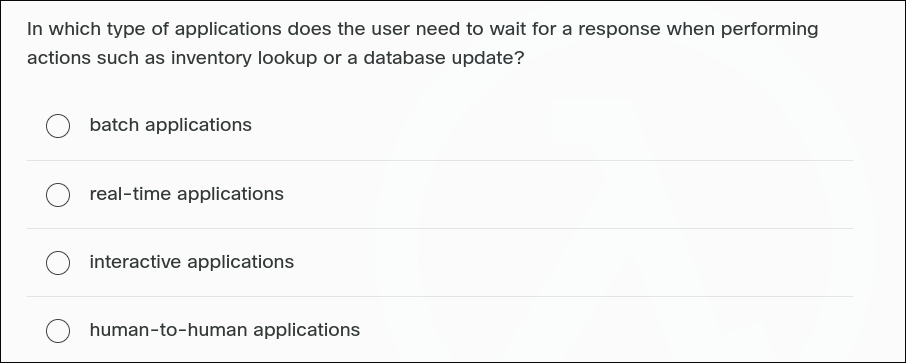 In which type of applications does the user need to wait for a response when performing
actions such as inventory lookup or a database update?
batch applications
real-time applications
interactive applications
human-to-human applications